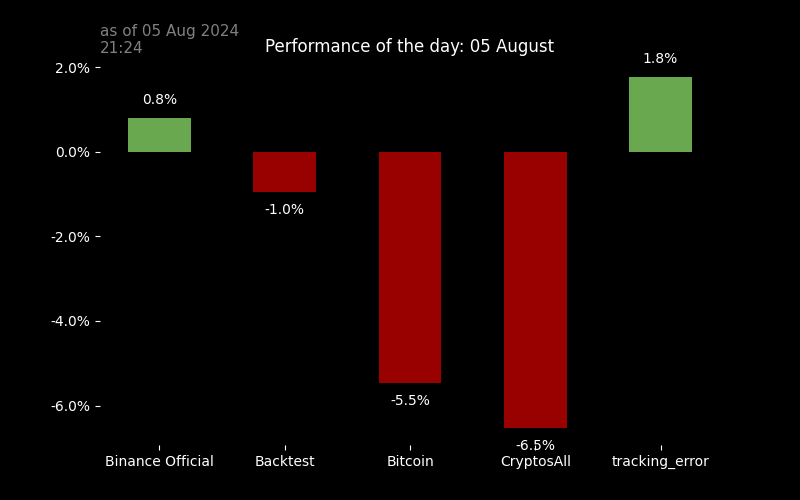 as of 05 Aug 2024
21:24
Performance of the day: 05 August
2.0%
0.0%
-2.0%
-4.0%
-6.0%
0.8%
-1.0%
-5.5%
-6.5%
1.8%
Binance Official
Backtest
Bitcoin
CryptosAll
tracking_error